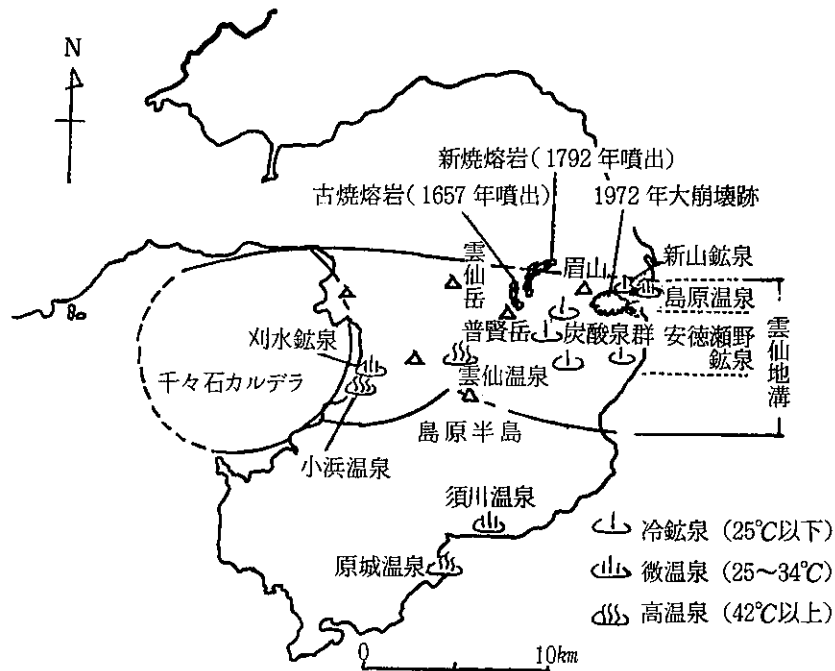 N
新焼熔岩(1792年噴出)
古焼熔岩(1657年噴出)
1972年大崩壊跡
雲仙岳
眉山
新山鉱泉
島原温泉
普賢岳
炭酸泉群
安徳瀬野
鉱泉
雲仙地溝
刈水鉱泉
千々石カルデラ
雲仙温泉
島原半島
小浜温泉
須川温泉
原城温泉
冷鉱泉(25℃以下)
微温泉(25～34℃)
高温泉(42℃以上)
0 10km